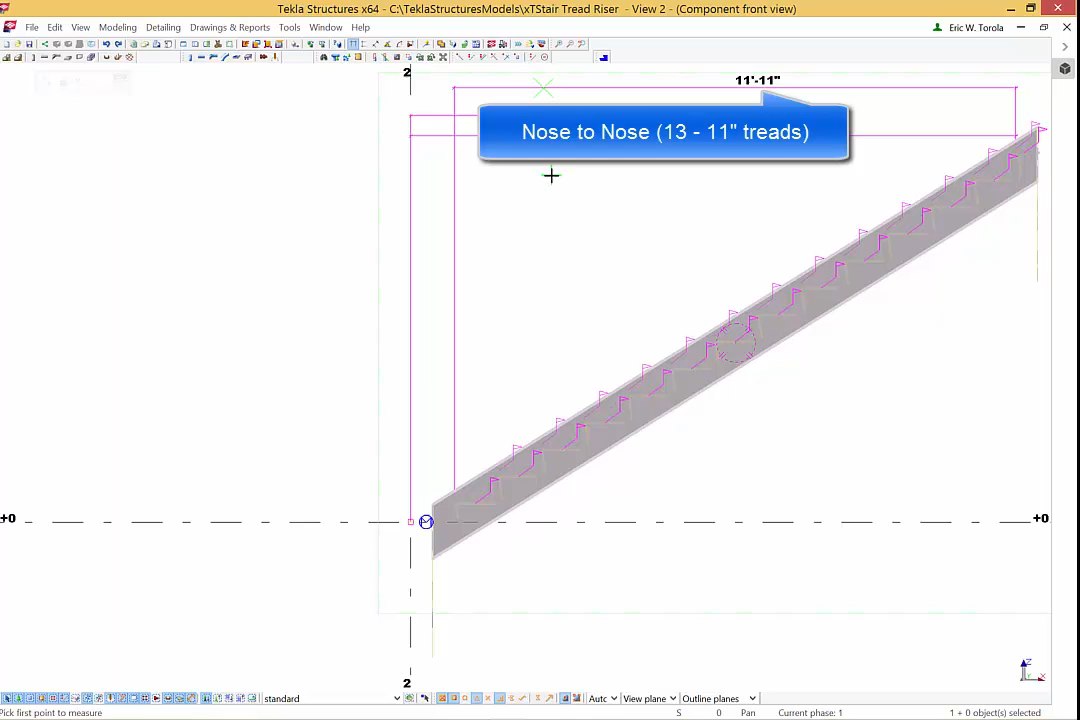 Tekla Structures x64 - C:\TeklaStructuresModels\xTStair Tread Riser - View 2 - (Component front view)
File Edit View Modeling Detailing Drawings & Reports Tools Window Help
Eric W. Torola
2
11'-11"
Nose to Nose (13 - 11" treads)
+0
+0
2
Z
X
standard
Auto
View plane
Outline planes
Pick first point to measure
S 0 Pan Current phase: 1 1 + 0 object(s) selected